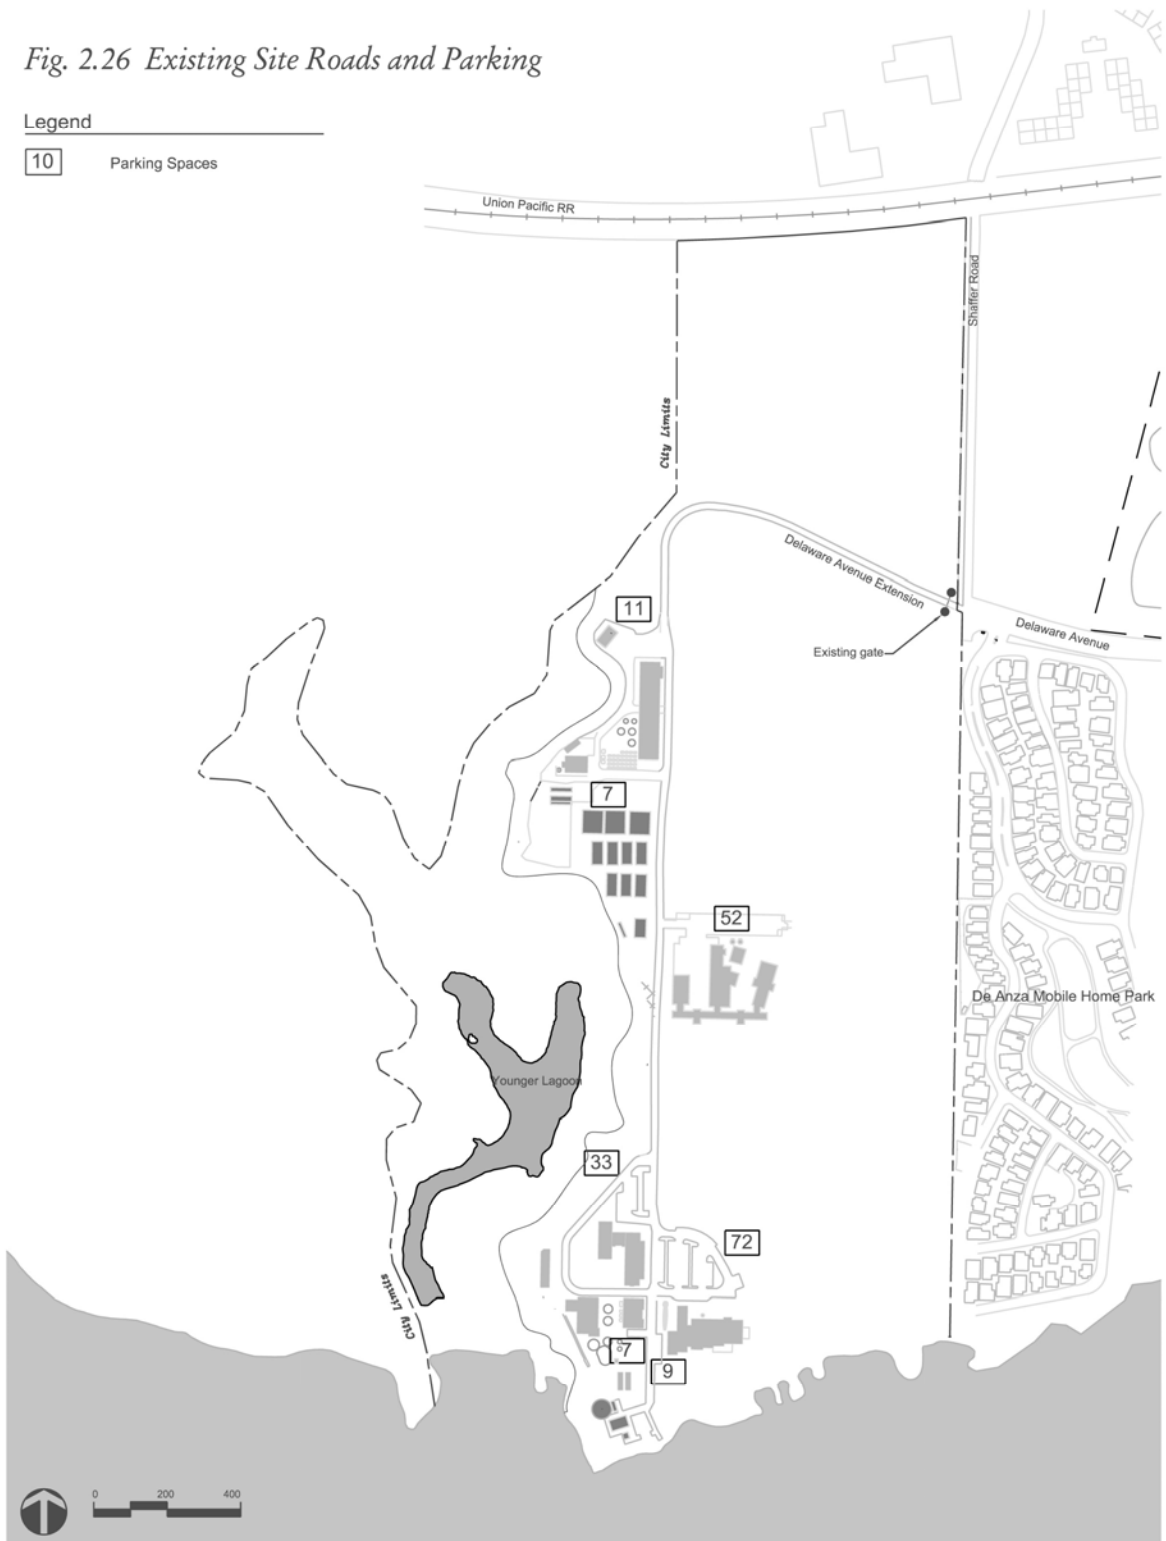 Fig. 2.26 Existing Site Roads and Parking
Legend
10 Parking Spaces
Union Pacific RR
Shaffer Road
City Limits
Delaware Avenue Extension
11
Delaware Avenue
Existing gate
7
52
De Anza Mobile Home Park
Younger Lagoon
33
72
City Limits
7
9
0 200 400